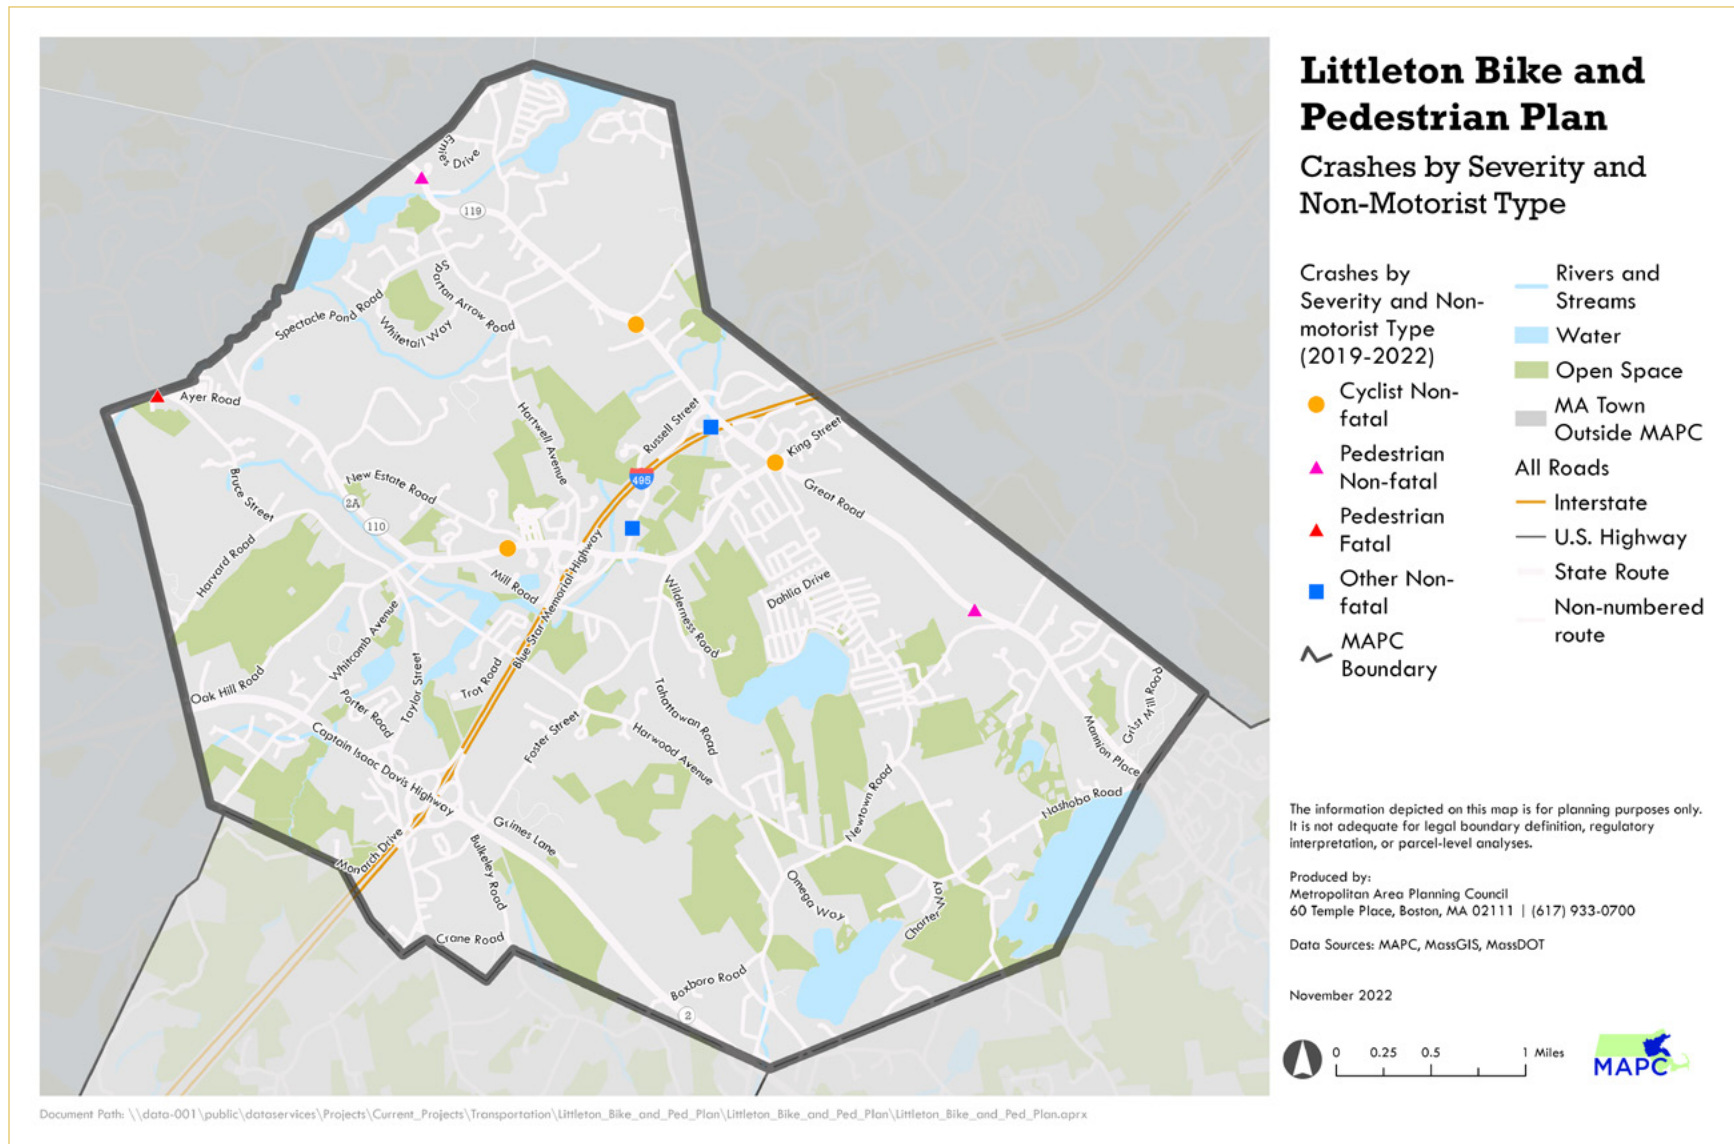 Littleton Bike and
Pedestrian Plan
Crashes by Severity and
Non-Motorist Type
Crashes by
Severity and Non-
motorist Type
(2019-2022)
Cyclist Non-
fatal
Pedestrian
Non-fatal
Pedestrian
Fatal
Other Non-
fatal
MAPC
Boundary
Rivers and
Streams
Water
Open Space
MA Town
Outside MAPC
All Roads
Interstate
U.S. Highway
State Route
Non-numbered
route
Ernies Drive
119
Spartan Arrow Road
Spectacle Pond Road
Whitetail Way
Ayer Road
Hartwell Avenue
Russell Street
King Street
495
Bruce Street
New Estate Road
2A
110
Great Road
Harvard Road
Mill Road
Blue Star Memorial Highway
Wilderness Road
Dahlia Drive
Whitcomb Avenue
Oak Hill Road
Porter Road
Taylor Street
Trot Road
Tahattawan Road
Foster Street
Harwood Avenue
Grist Mill Road
Mannion Place
Captain Isaac Davis Highway
Newtown Road
Nashoba Road
Grimes Lane
Monarch Drive
Bulkeley Road
Omega Way
Charter Way
Crane Road
Boxboro Road
2
The information depicted on this map is for planning purposes only.
It is not adequate for legal boundary definition, regulatory
interpretation, or parcel-level analyses.
Produced by:
Metropolitan Area Planning Council
60 Temple Place, Boston, MA 02111 | (617) 933-0700
Data Sources: MAPC, MassGIS, MassDOT
November 2022
0 0.25 0.5 1 Miles
MAPC
Document Path: \\data-001\public\dataservices\Projects\Current_Projects\Transportation\Littleton_Bike_and_Ped_Plan\Littleton_Bike_and_Ped_Plan\Littleton_Bike_and_Ped_Plan.aprx